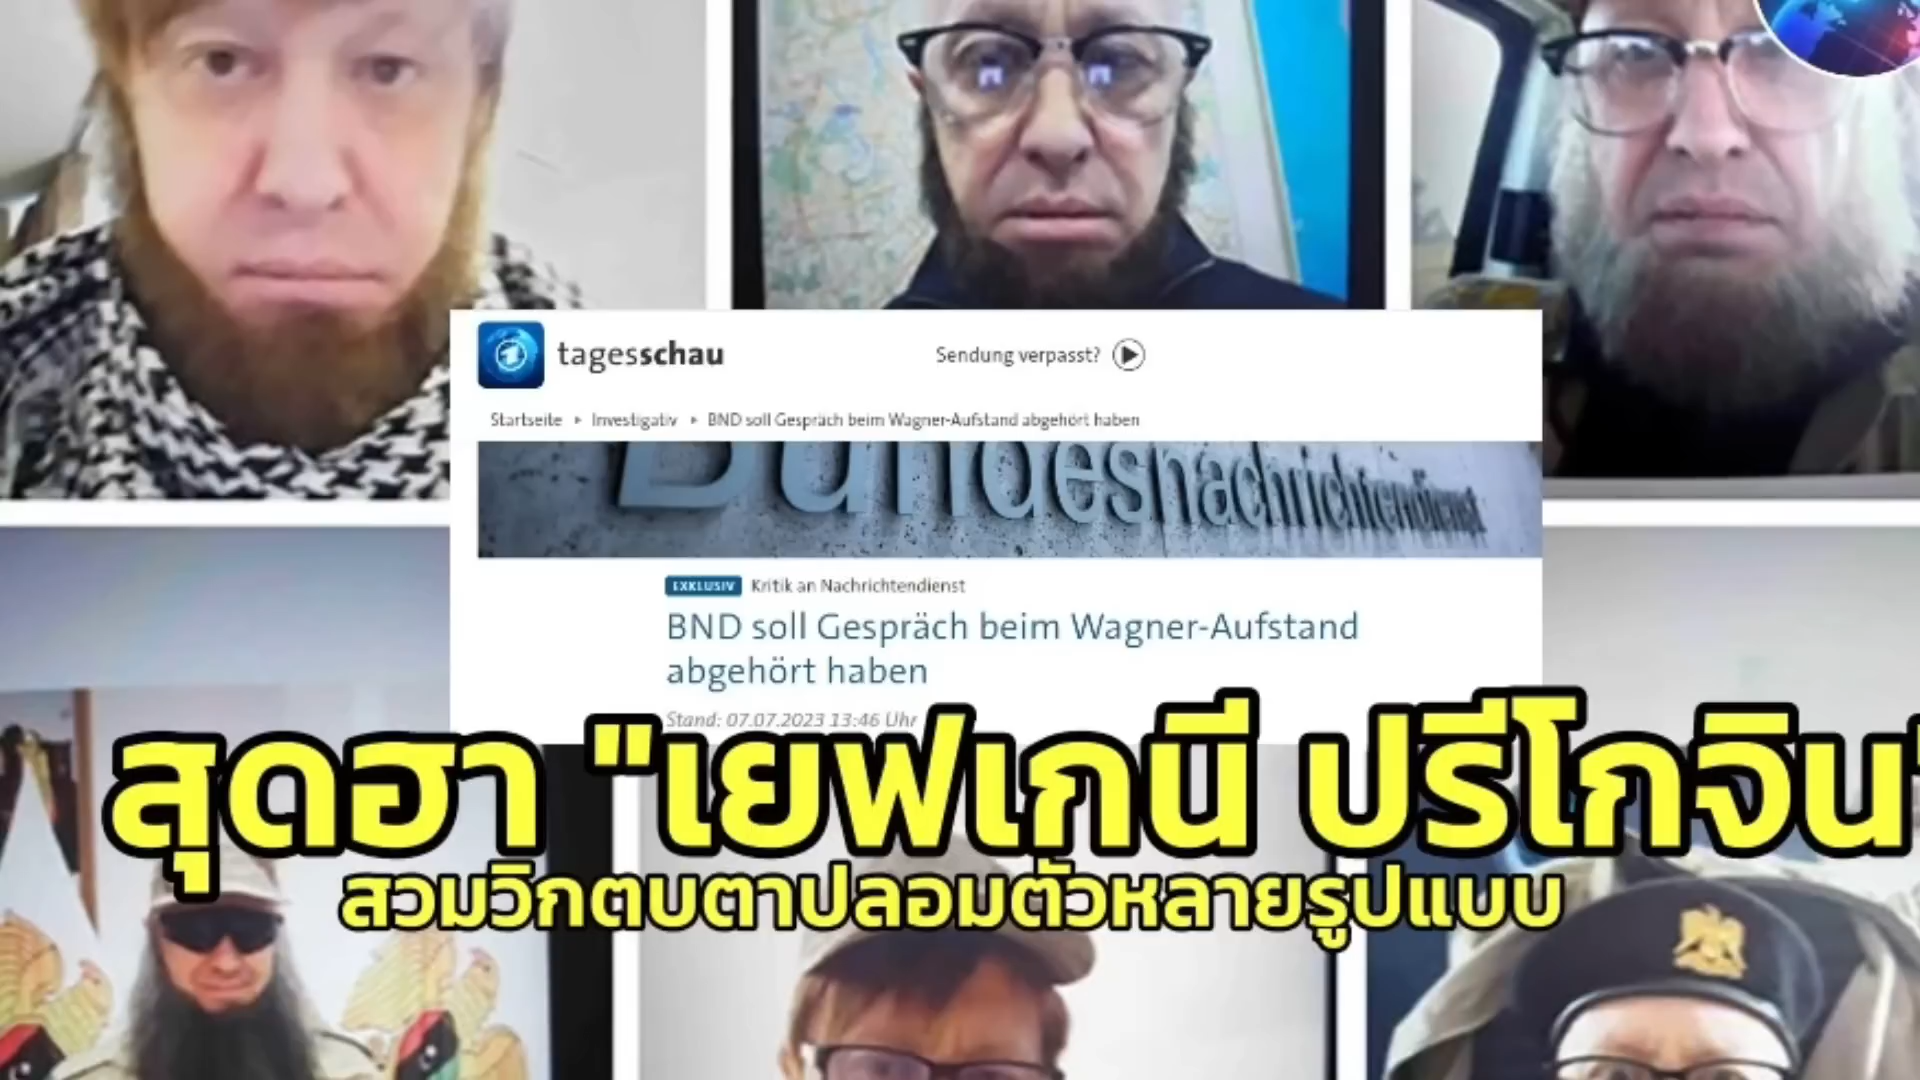 tagesschau
Sendung verpasst?
Startseite ▸ Investigativ ▸ BND soll Gespräch beim Wagner-Aufstand abgehört haben
Bundesnachrichtendienst
EXKLUSIV Kritik an Nachrichtendienst
BND soll Gespräch beim Wagner-Aufstand
abgehört haben
Stand: 07.07.2023 13:46 Uhr
สุดฮา "เยฟเกนี ปรีโกจิน"
สวมวิกตบตาปลอมตัวหลายรูปแบบ